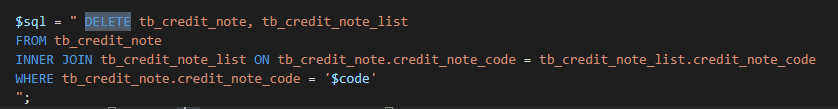 $sql = " DELETE tb_credit_note, tb_credit_note_list
FROM tb_credit_note
INNER JOIN tb_credit_note_list ON tb_credit_note.credit_note_code = tb_credit_note_list.credit_note_code
WHERE tb_credit_note.credit_note_code = '$code'
";